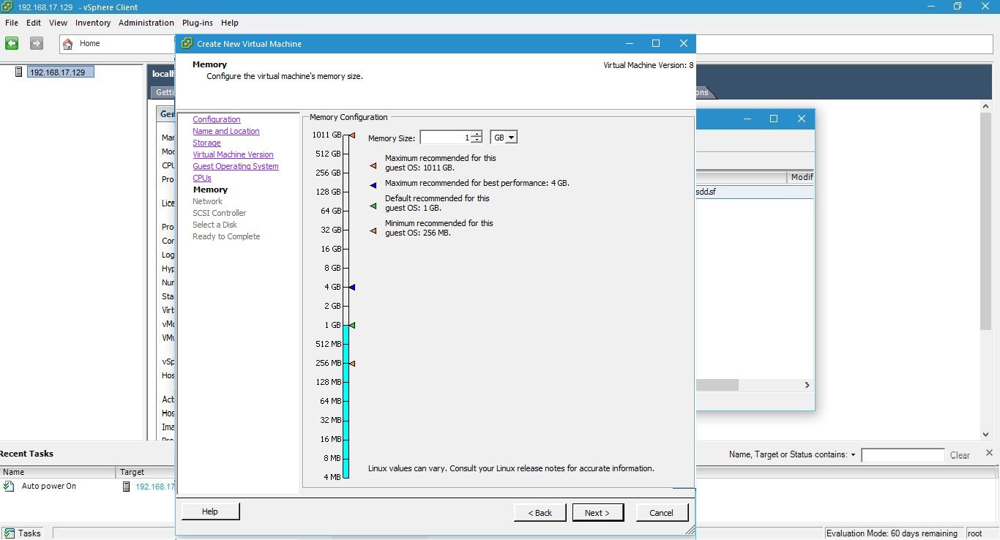 192.168.17.129 - vSphere Client
File Edit View Inventory Administration Plug-ins Help
Home
192.168.17.129
Create New Virtual Machine
Memory
Configure the virtual machine's memory size.
Virtual Machine Version: 8
Configuration
Name and Location
Storage
Virtual Machine Version
Guest Operating System
CPUs
Memory
Network
SCSI Controller
Select a Disk
Ready to Complete
Memory Configuration
1011 GB
512 GB
256 GB
128 GB
64 GB
32 GB
16 GB
8 GB
4 GB
2 GB
1 GB
512 MB
256 MB
128 MB
64 MB
32 MB
16 MB
8 MB
4 MB
Memory Size: 1 GB
Maximum recommended for this
guest OS: 1011 GB.
Maximum recommended for best performance: 4 GB.
Default recommended for this
guest OS: 1 GB.
Minimum recommended for this
guest OS: 256 MB.
Linux values can vary. Consult your Linux release notes for accurate information.
Help
< Back
Next >
Cancel
localh
Getti
ons
Gen
Mar
Mod
CPU
Pro
Lice
Pro
Cor
Log
Hyp
Nur
Sta
Virt
vMo
VMv
vSp
Hos
Act
Hos
Ima
Modif
sdd.sf
Recent Tasks
Name, Target or Status contains:
Clear
Name Target
Auto power On 192.168.17
Tasks
Evaluation Mode: 60 days remaining
root